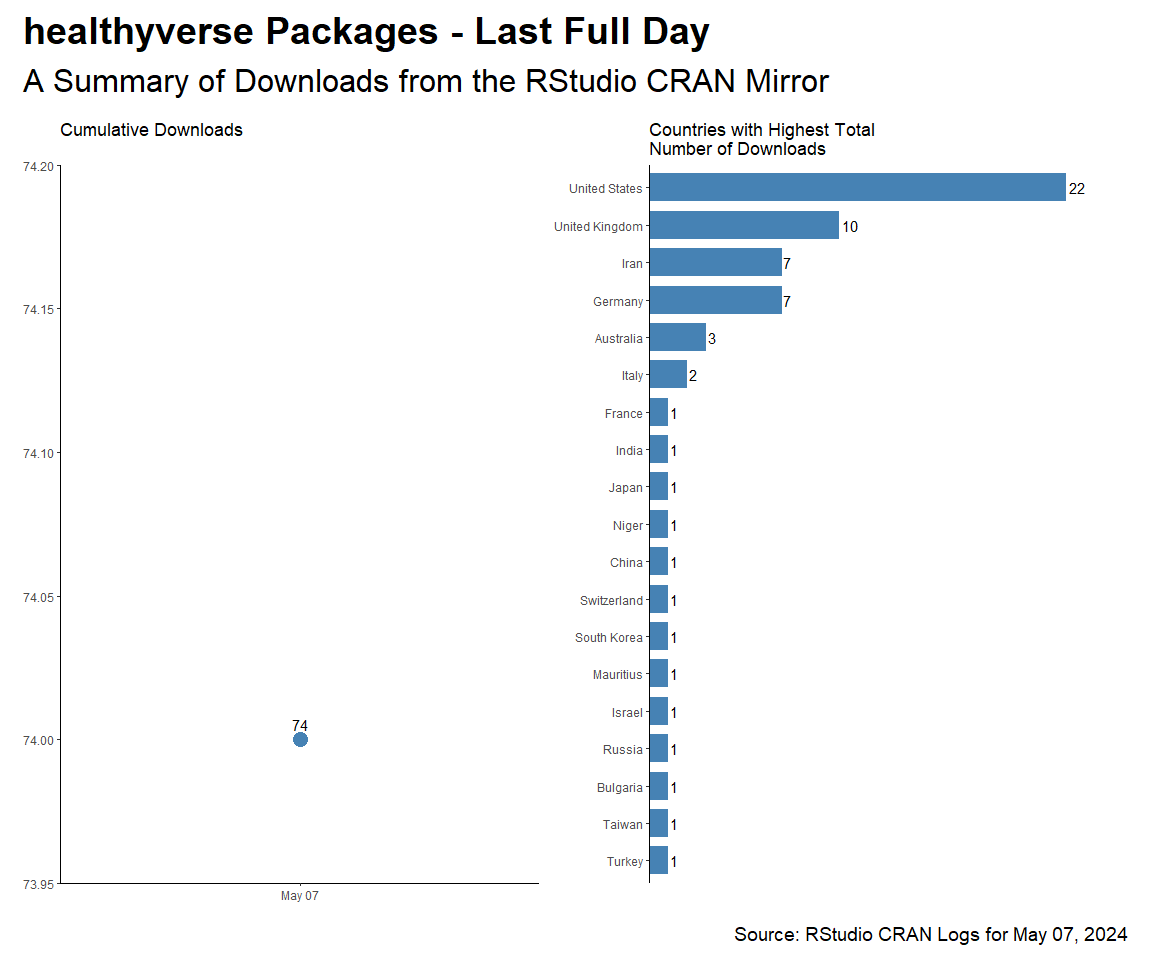 healthyverse Packages - Last Full Day
A Summary of Downloads from the RStudio CRAN Mirror
Cumulative Downloads
74.20
74.15
74.10
74.05
74.00
73.95
74
May 07
Countries with Highest Total
Number of Downloads
United States 22
United Kingdom 10
Iran 7
Germany 7
Australia 3
Italy 2
France 1
India 1
Japan 1
Niger 1
China 1
Switzerland 1
South Korea 1
Mauritius 1
Israel 1
Russia 1
Bulgaria 1
Taiwan 1
Turkey 1
Source: RStudio CRAN Logs for May 07, 2024